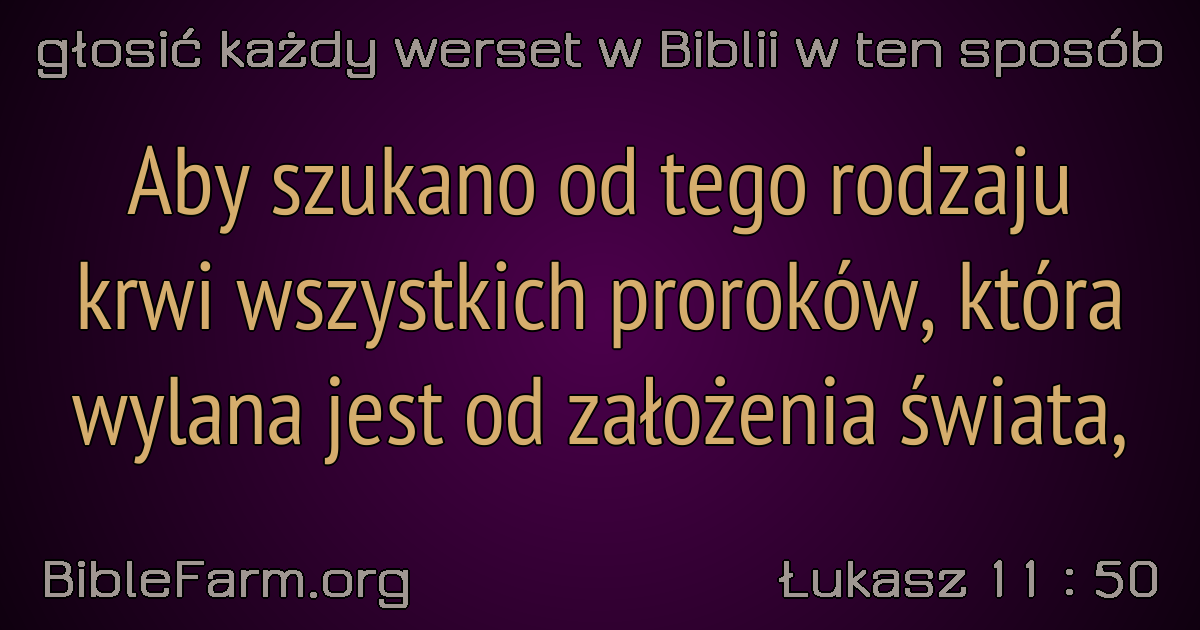 głosić każdy werset w Biblii w ten sposób
Aby szukano od tego rodzaju
krwi wszystkich proroków, która
wylana jest od założenia świata,
BibleFarm.org
Łukasz 11 : 50